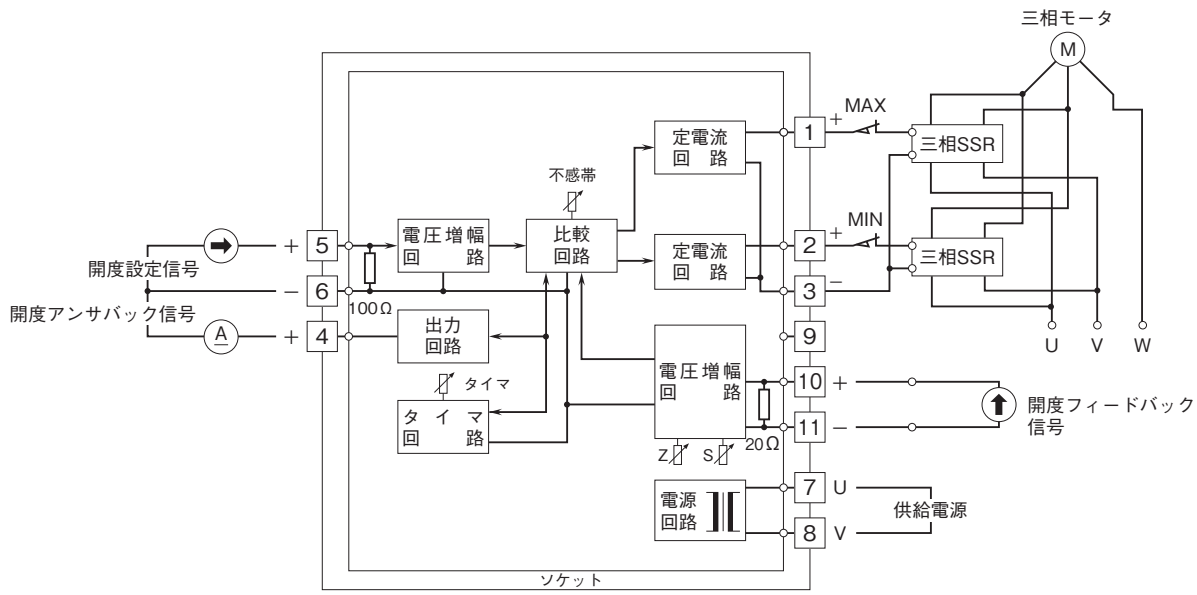 三相モータ
M
MAX
+
1
定電流
回路
三相SSR
不感帯
MIN
+
2
+
5
電圧増幅
回路
比較
回路
定電流
回路
三相SSR
開度設定信号
−
6
3
−
100Ω
開度アンサバック信号
A
+
4
出力
回路
9
U
V
W
タイマ
電圧増幅
回路
10
+
タイマ
回路
11
−
開度フィードバック
信号
Z
S
20Ω
電源
回路
7
U
供給電源
8
V
ソケット